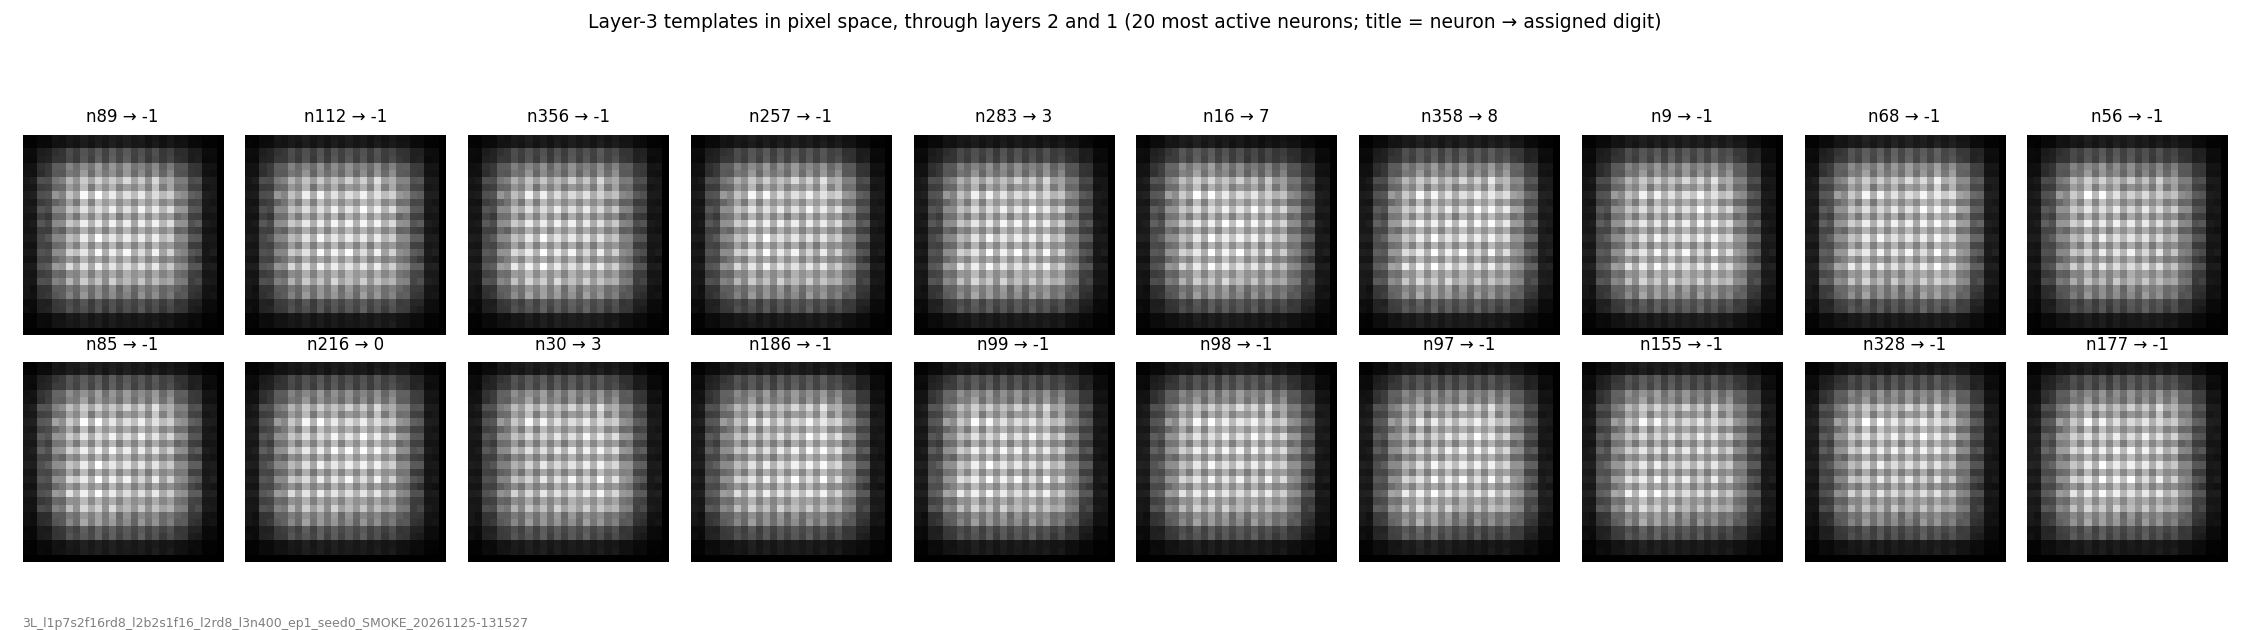 Layer-3 templates in pixel space, through layers 2 and 1 (20 most active neurons; title = neuron → assigned digit)
n89 → -1 n112 → -1 n356 → -1 n257 → -1 n283 → 3 n16 → 7 n358 → 8 n9 → -1 n68 → -1 n56 → -1
n85 → -1 n216 → 0 n30 → 3 n186 → -1 n99 → -1 n98 → -1 n97 → -1 n155 → -1 n328 → -1 n177 → -1
3L_l1p7s2f16rd8_l2b2s1f16_l2rd8_l3n400_ep1_seed0_SMOKE_20261125-131527